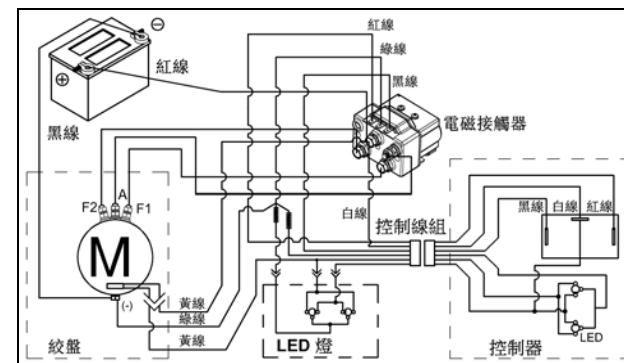 紅線
綠線
黑線
紅線
黑線
電磁接觸器
F2
A
F1
M
(-)
白線
控制線組
黑線
白線
紅線
黃線
綠線
黃線
絞盤
LED 燈
LED
控制器